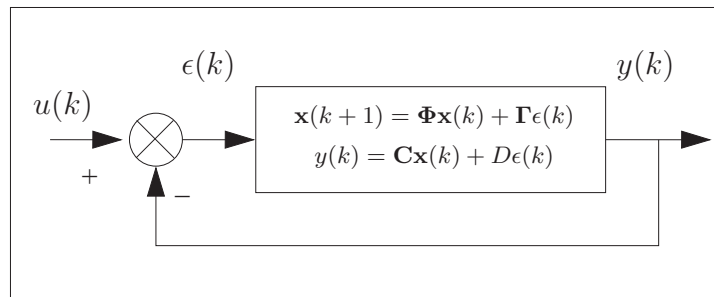 ϵ(k)
y(k)
u(k)
x(k + 1) = Φx(k) + Γϵ(k)
y(k) = Cx(k) + Dϵ(k)
+
−